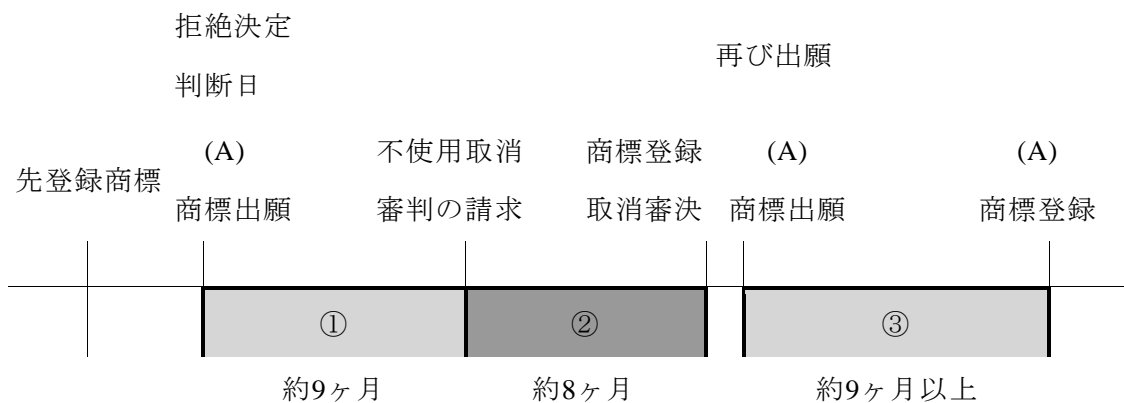 拒絶決定
判断日
再び出願
先登録商標
(A)
商標出願
不使用取消
審判の請求
商標登録
取消審決
(A)
商標出願
(A)
商標登録
①
②
③
約9ヶ月
約8ヶ月
約9ヶ月以上